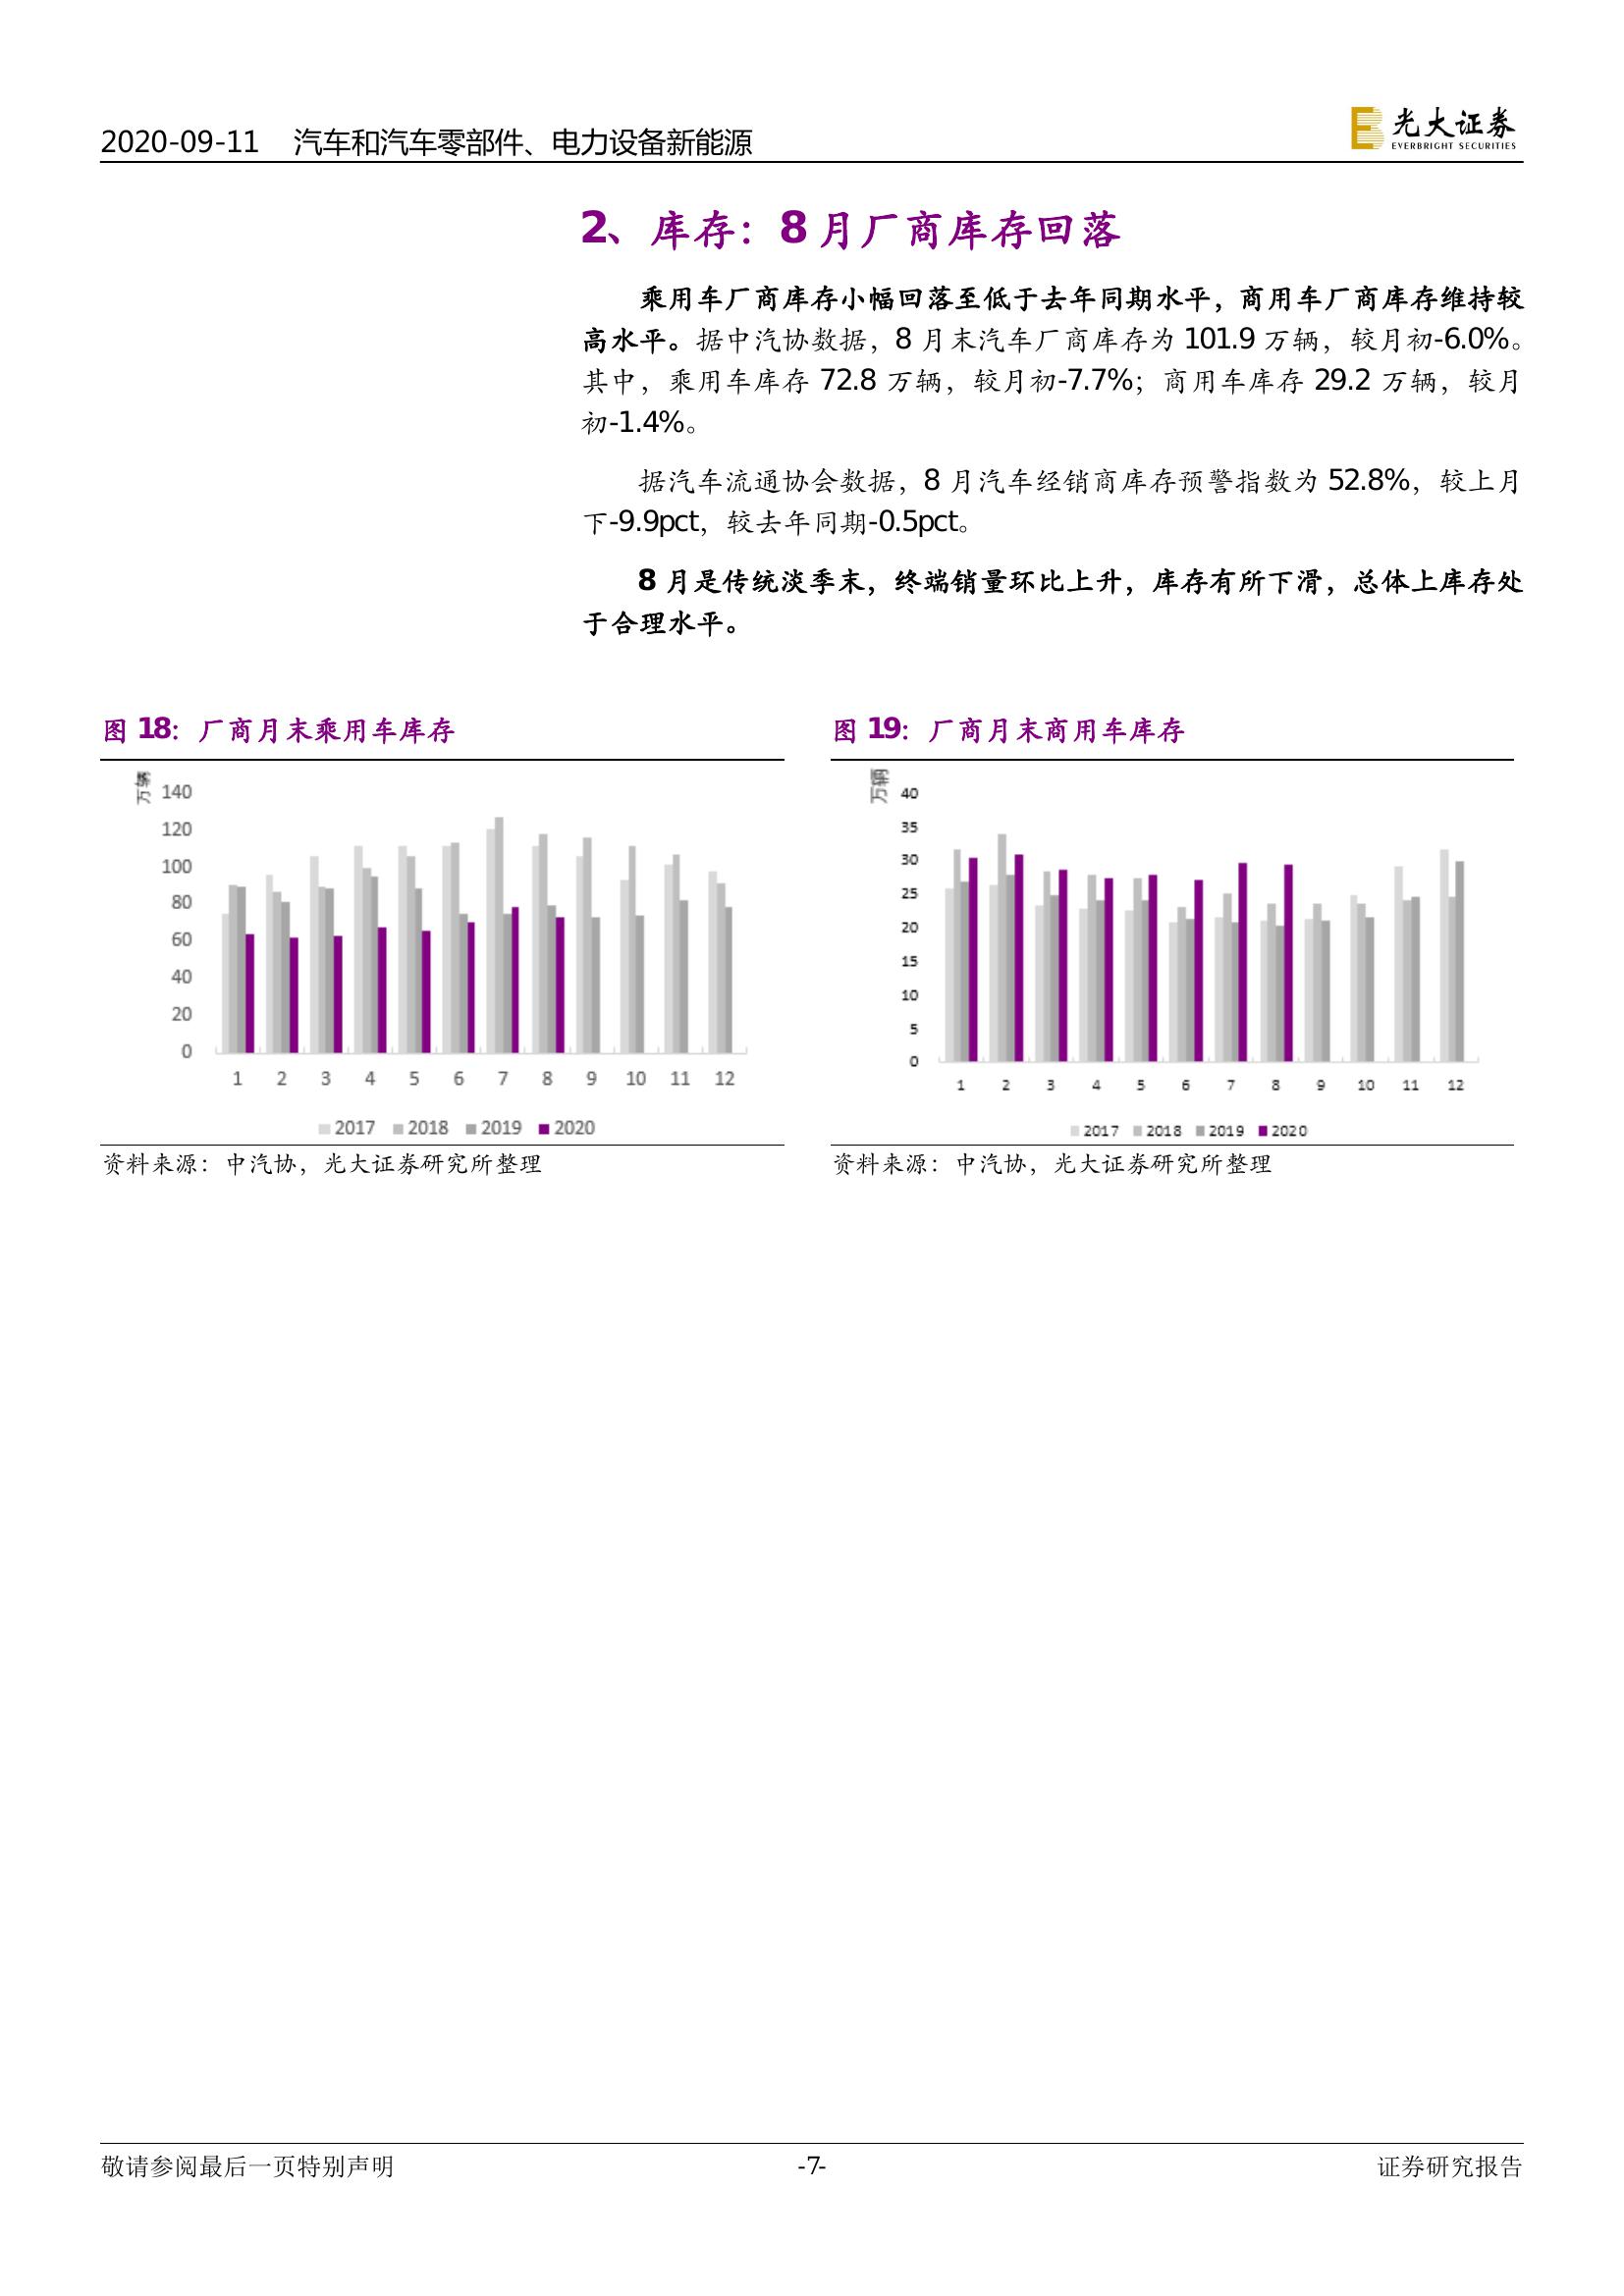 2020-09-11 汽车和汽车零部件、电力设备新能源
光大证券
EVERBRIGHT SECURITIES
2、库存：8 月厂商库存回落
乘用车厂商库存小幅回落至低于去年同期水平，商用车厂商库存维持较
高水平。据中汽协数据，8 月末汽车厂商库存为 101.9 万辆，较月初-6.0%。
其中，乘用车库存 72.8 万辆，较月初-7.7%；商用车库存 29.2 万辆，较月
初-1.4%。
据汽车流通协会数据，8 月汽车经销商库存预警指数为 52.8%，较上月
下-9.9pct，较去年同期-0.5pct。
8 月是传统淡季末，终端销量环比上升，库存有所下滑，总体上库存处
于合理水平。
图 18：厂商月末乘用车库存
万辆
140
120
100
80
60
40
20
0
1 2 3 4 5 6 7 8 9 10 11 12
2017 2018 2019 2020
资料来源：中汽协，光大证券研究所整理
图 19：厂商月末商用车库存
万辆
40
35
30
25
20
15
10
5
0
1 2 3 4 5 6 7 8 9 10 11 12
2017 2018 2019 2020
资料来源：中汽协，光大证券研究所整理
敬请参阅最后一页特别声明 -7- 证券研究报告